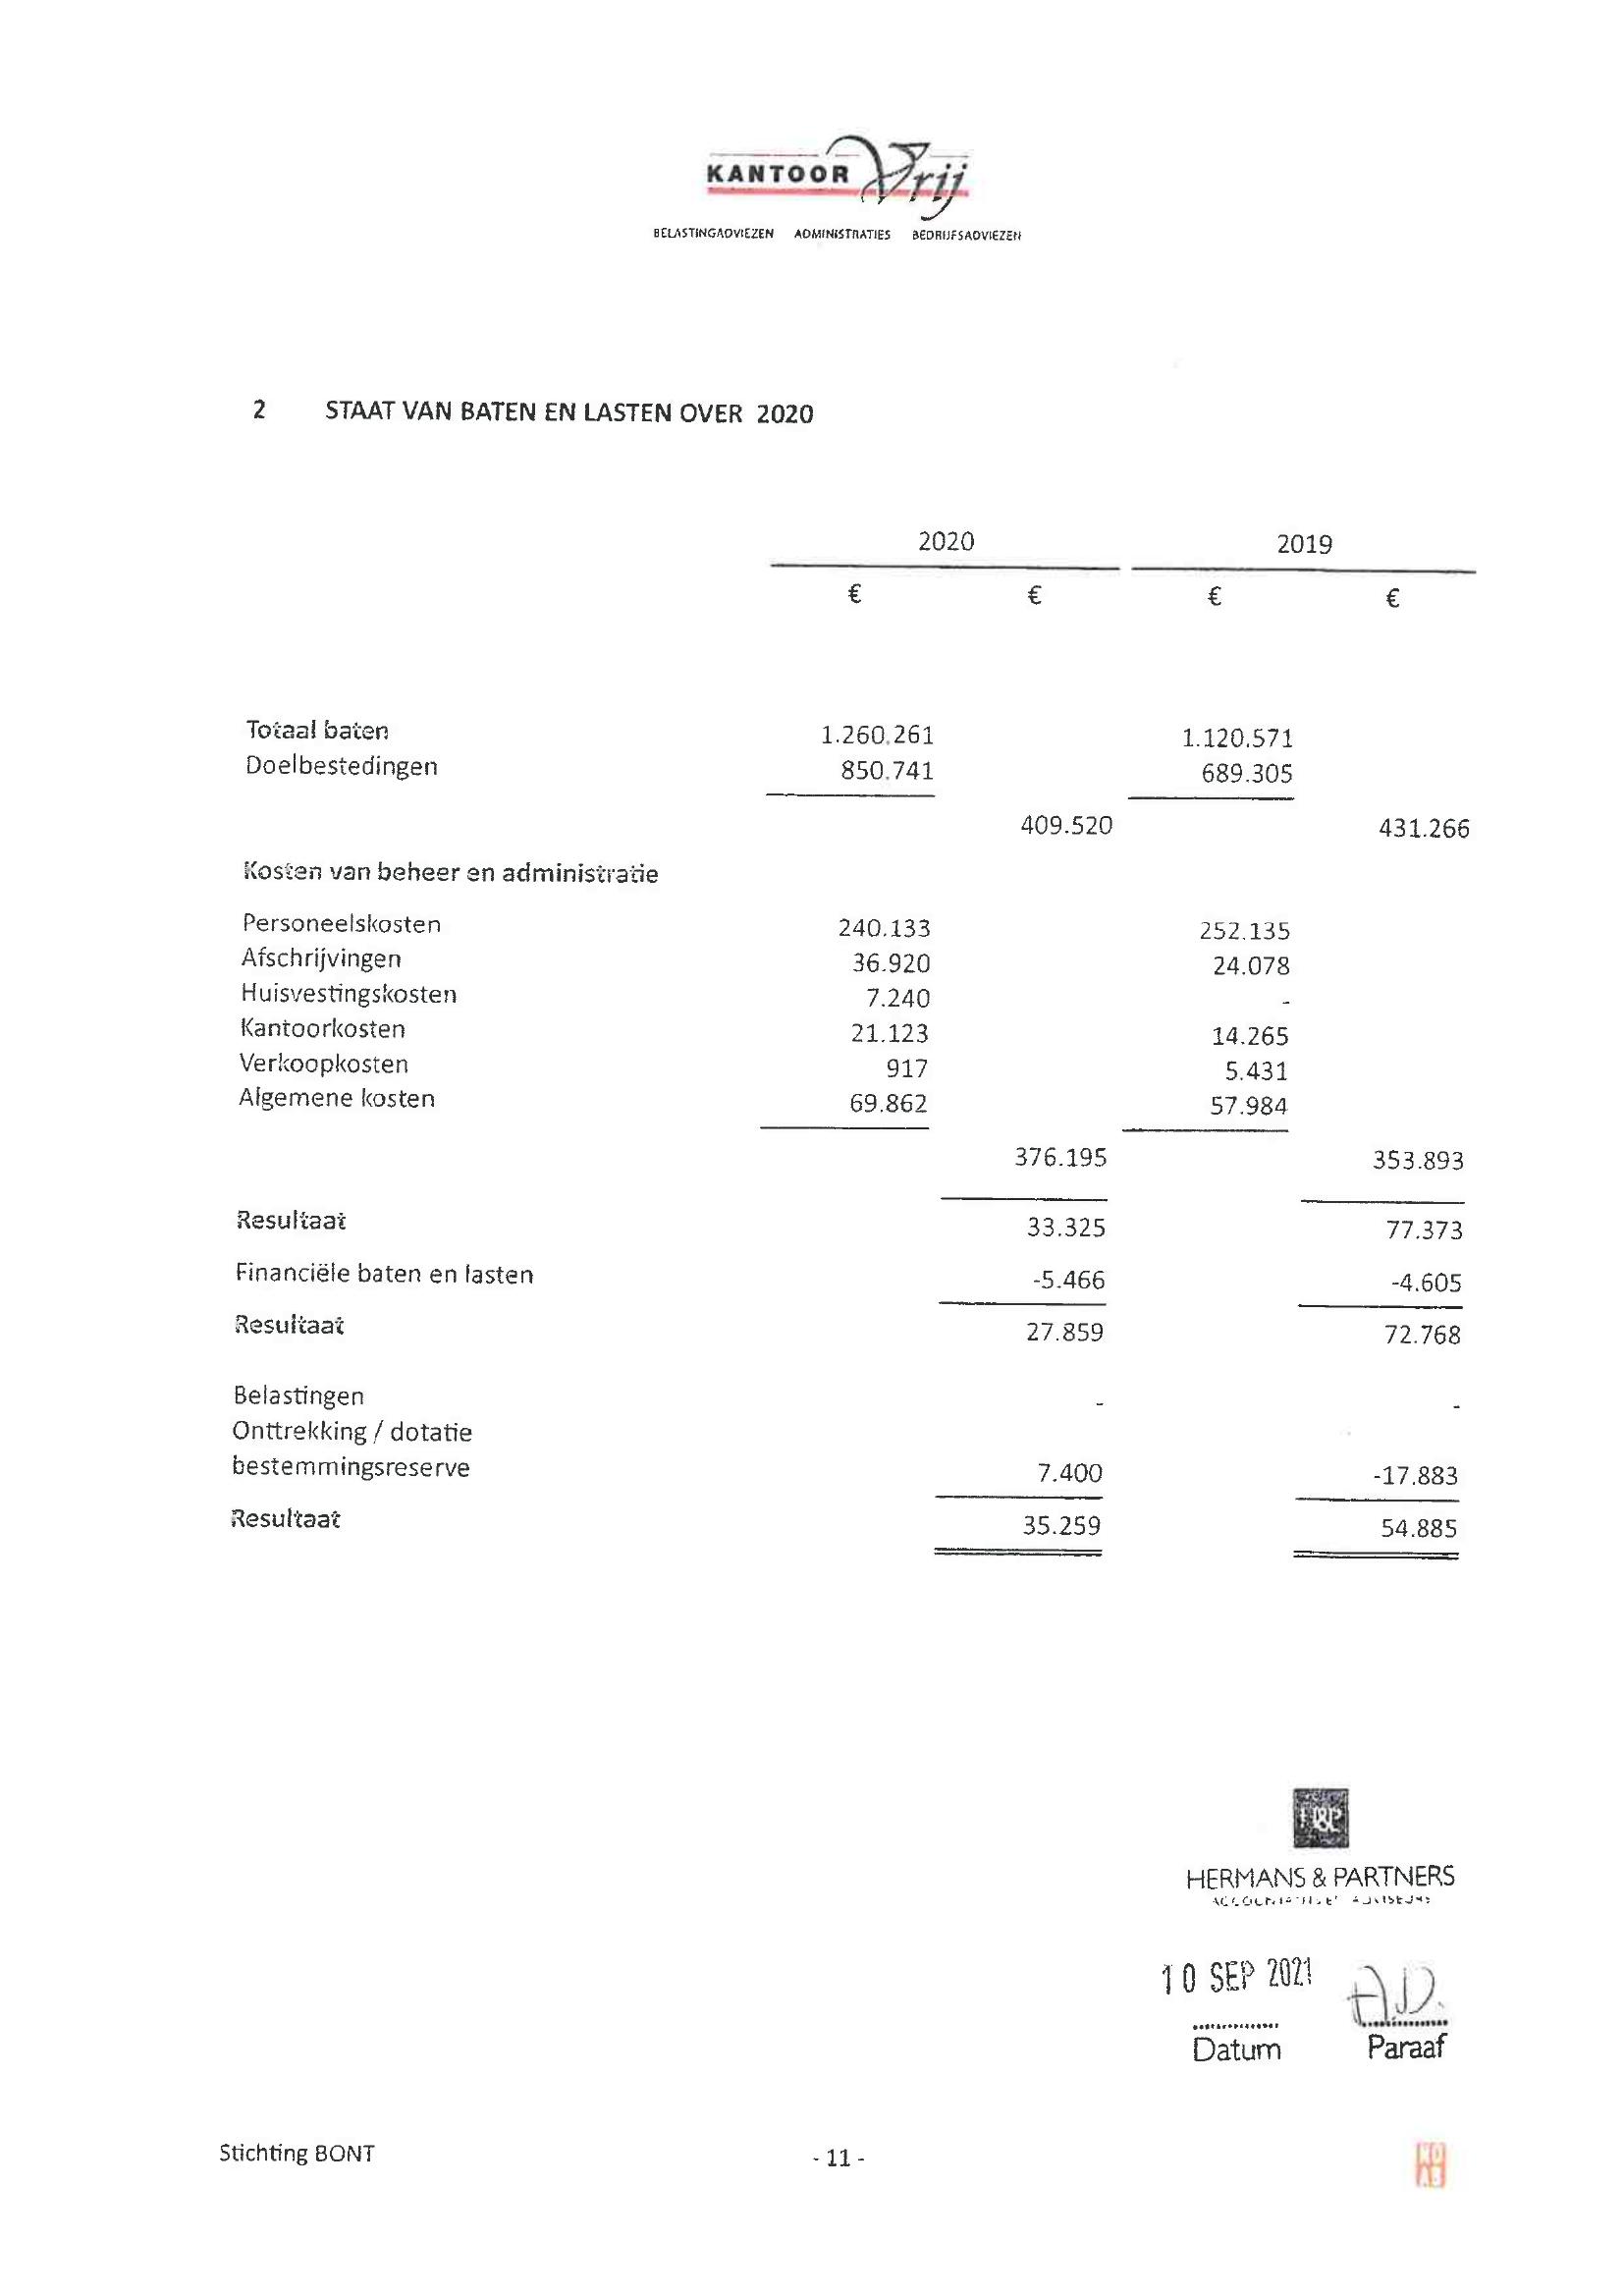 KANTOOR Vrij
BELASTINGADVIEZEN ADMINISTRATIES BEDRIJFSADVIEZEN
2 STAAT VAN BATEN EN LASTEN OVER 2020
2020 2019
€ € € €
Totaal baten 1.260.261 1.120.571
Doelbestedingen 850.741 689.305
409.520 431.266
Kosten van beheer en administratie
Personeelskosten 240.133 252.135
Afschrijvingen 36.920 24.078
Huisvestingskosten 7.240 -
Kantoorkosten 21.123 14.265
Verkoopkosten 917 5.431
Algemene kosten 69.862 57.984
376.195 353.893
Resultaat 33.325 77.373
Financiële baten en lasten -5.466 -4.605
Resultaat 27.859 72.768
Belastingen - -
Onttrekking / dotatie
bestemmingsreserve 7.400 -17.883
Resultaat 35.259 54.885
H&P
HERMANS & PARTNERS
10 SEP 2021 A.D.
Datum Paraaf
Stichting BONT - 11 -
NO
AB